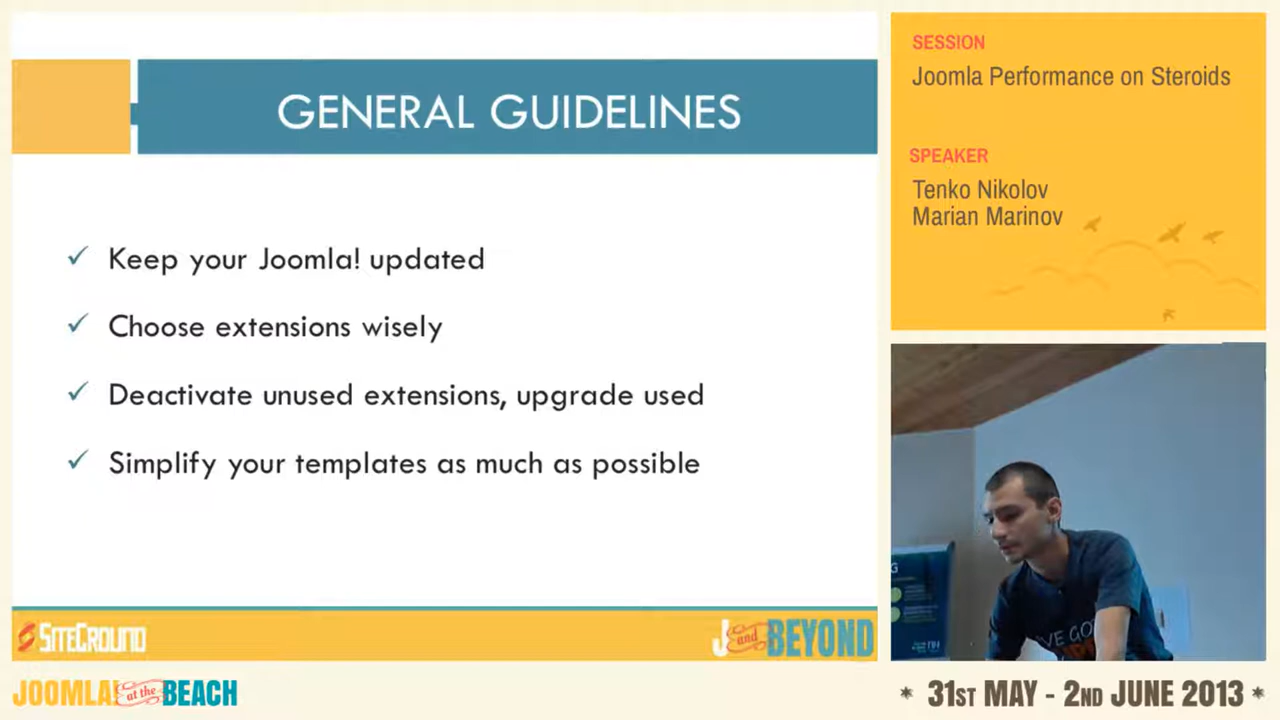 GENERAL GUIDELINES
✓ Keep your Joomla! updated
✓ Choose extensions wisely
✓ Deactivate unused extensions, upgrade used
✓ Simplify your templates as much as possible
SITEGROUND
J and BEYOND
SESSION
Joomla Performance on Steroids
SPEAKER
Tenko Nikolov
Marian Marinov
G
VE GO
JOOMLA! at the BEACH
* 31ST MAY - 2ND JUNE 2013 *